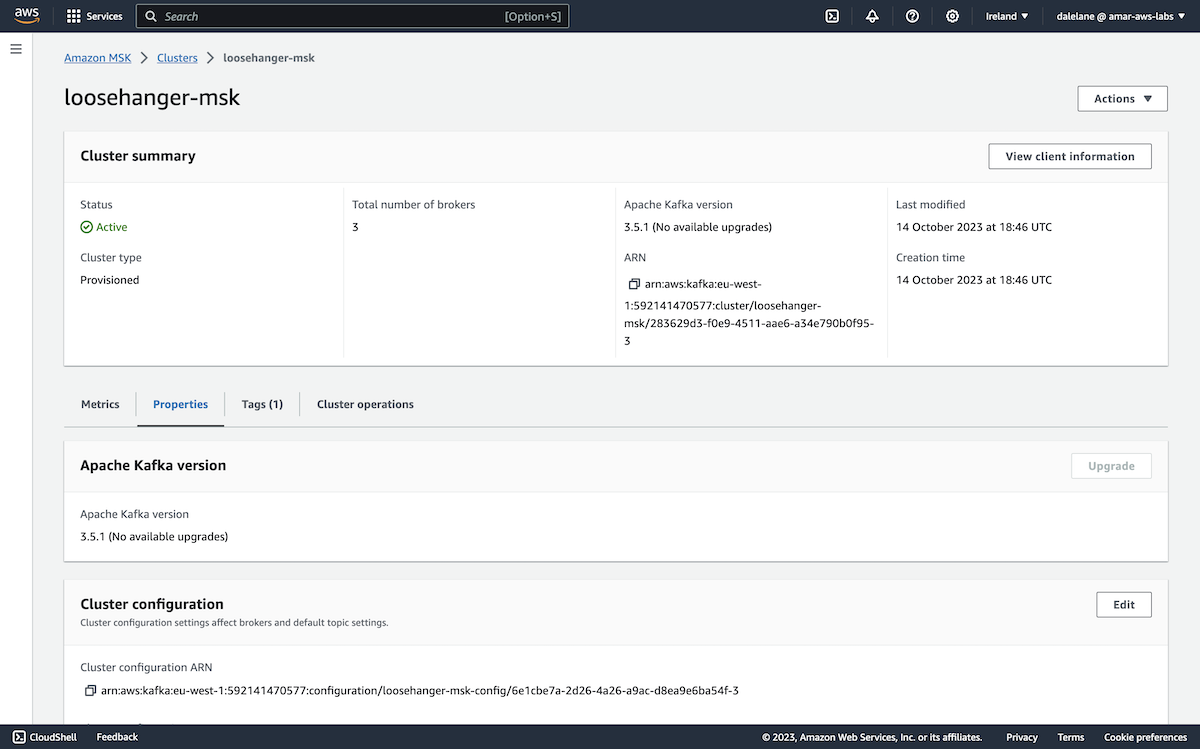 aws
Services
Search [Option+S]
Ireland ▼
dalelane @ amar-aws-labs ▼
Amazon MSK > Clusters > loosehanger-msk
loosehanger-msk
Actions ▼
Cluster summary
View client information
Status
Active
Cluster type
Provisioned
Total number of brokers
3
Apache Kafka version
3.5.1 (No available upgrades)
ARN
arn:aws:kafka:eu-west-
1:592141470577:cluster/loosehanger-
msk/283629d3-f0e9-4511-aae6-a34e790b0f95-
3
Last modified
14 October 2023 at 18:46 UTC
Creation time
14 October 2023 at 18:46 UTC
Metrics
Properties
Tags (1)
Cluster operations
Apache Kafka version
Upgrade
Apache Kafka version
3.5.1 (No available upgrades)
Cluster configuration
Edit
Cluster configuration settings affect brokers and default topic settings.
Cluster configuration ARN
arn:aws:kafka:eu-west-1:592141470577:configuration/loosehanger-msk-config/6e1cbe7a-2d26-4a26-a9ac-d8ea9e6ba54f-3
CloudShell
Feedback
© 2023, Amazon Web Services, Inc. or its affiliates.
Privacy
Terms
Cookie preferences